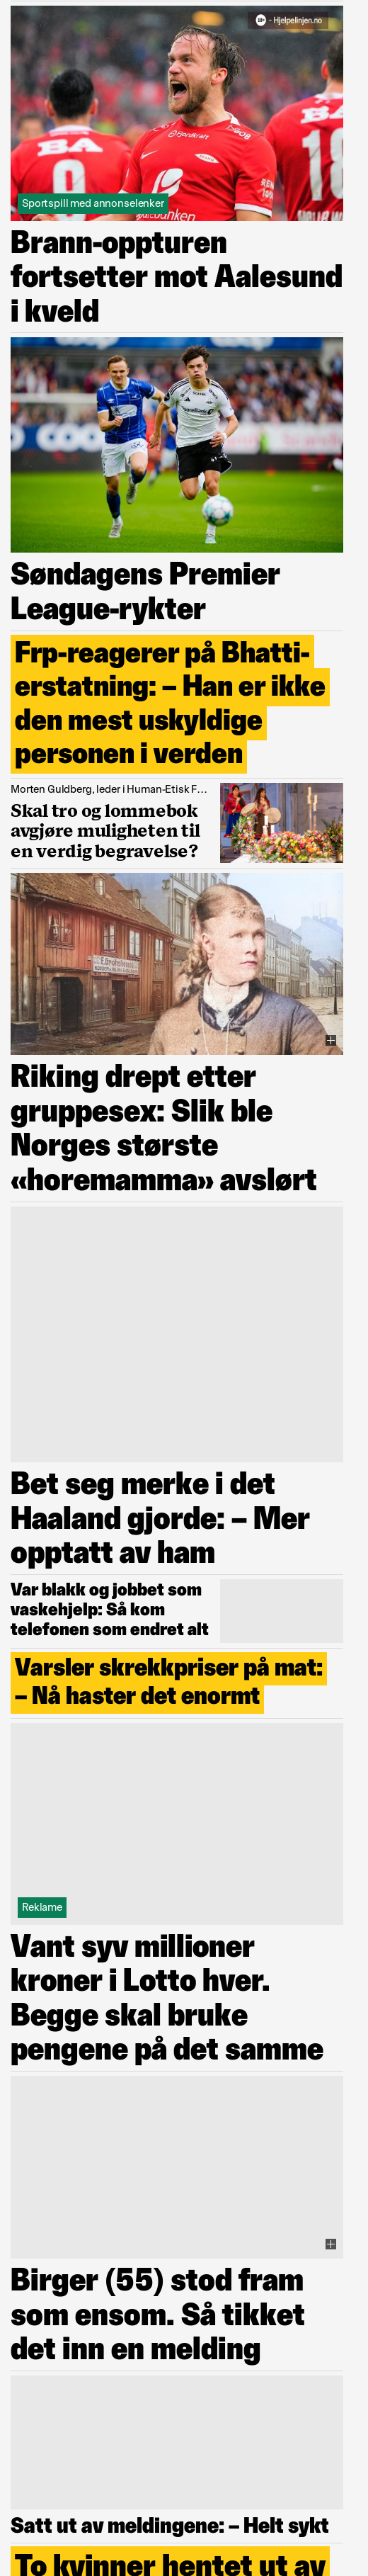 18+ - Hjelpelinjen.no
BA
BA
Fjordkraft
Sportspill med annonselenker
Brann-oppturen
fortsetter mot Aalesund
i kveld
Søndagens Premier
League-rykter
Frp-reagerer på Bhatti-
erstatning: – Han er ikke
den mest uskyldige
personen i verden
Morten Guldberg, leder i Human-Etisk F…
Skal tro og lommebok
avgjøre muligheten til
en verdig begravelse?
Riking drept etter
gruppesex: Slik ble
Norges største
«horemamma» avslørt
Bet seg merke i det
Haaland gjorde: – Mer
opptatt av ham
Var blakk og jobbet som
vaskehjelp: Så kom
telefonen som endret alt
Varsler skrekkpriser på mat:
– Nå haster det enormt
Reklame
Vant syv millioner
kroner i Lotto hver.
Begge skal bruke
pengene på det samme
Birger (55) stod fram
som ensom. Så tikket
det inn en melding
Satt ut av meldingene: – Helt sykt
To kvinner hentet ut av